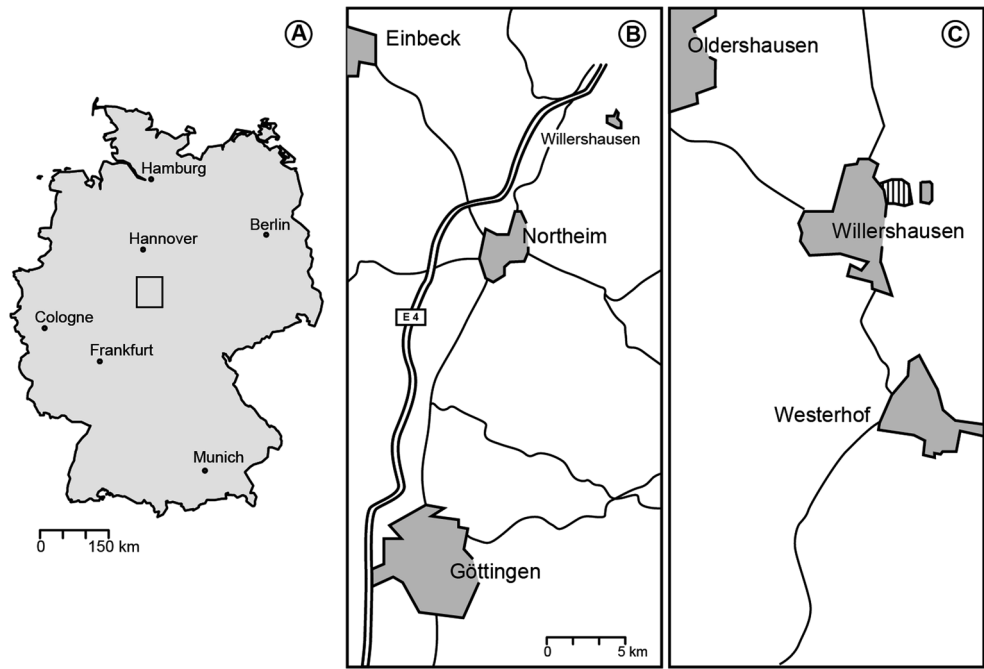 A
Hamburg
Berlin
Hannover
Cologne
Frankfurt
Munich
0 150 km
B
Einbeck
Willershausen
Northeim
E 4
Göttingen
0 5 km
C
Oldershausen
Willershausen
Westerhof